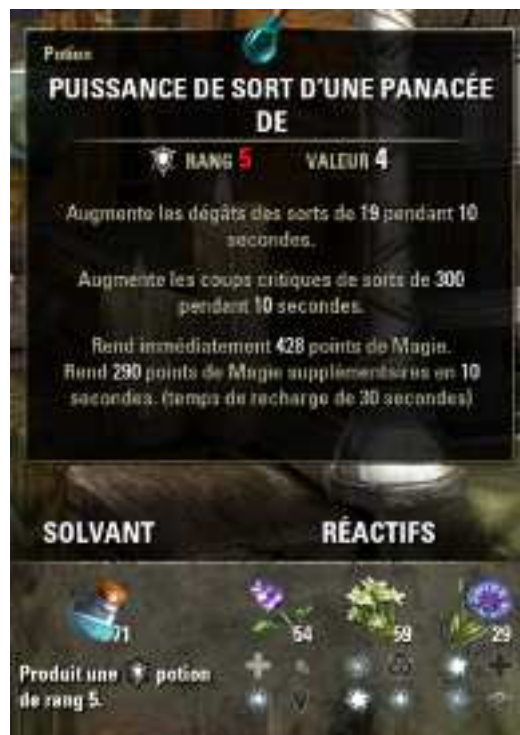 Potion
PUISSANCE DE SORT D'UNE PANACÉE
DE
RANG 5 VALEUR 4
Augmente les dégâts des sorts de 19 pendant 10
secondes.
Augmente les coups critiques de sorts de 300
pendant 10 secondes.
Rend immédiatement 428 points de Magie.
Rend 290 points de Magie supplémentaires en 10
secondes. (temps de recharge de 30 secondes)
SOLVANT RÉACTIFS
71 54 59 29
Produit une potion
de rang 5.